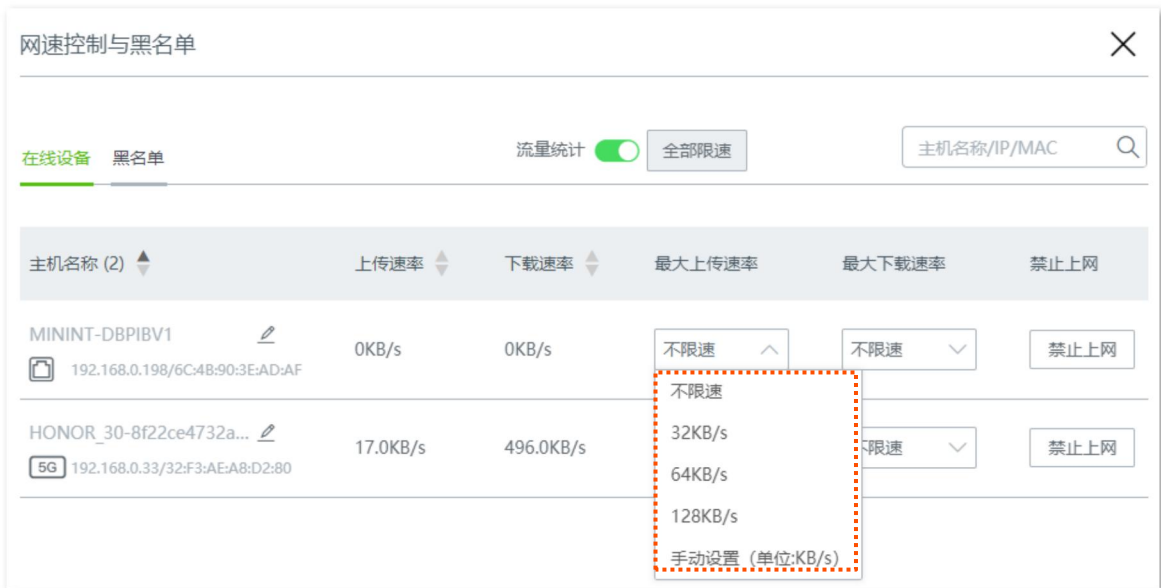 网速控制与黑名单
在线设备 黑名单 流量统计 全部限速 主机名称/IP/MAC
主机名称 (2) 上传速率 下载速率 最大上传速率 最大下载速率 禁止上网
MININT-DBPIBV1
0KB/s 0KB/s 不限速 不限速 禁止上网
192.168.0.198/6C:4B:90:3E:AD:AF
不限速
32KB/s
64KB/s
128KB/s
手动设置（单位:KB/s）
HONOR_30-8f22ce4732a...
17.0KB/s 496.0KB/s 限速 禁止上网
5G 192.168.0.33/32:F3:AE:A8:D2:80